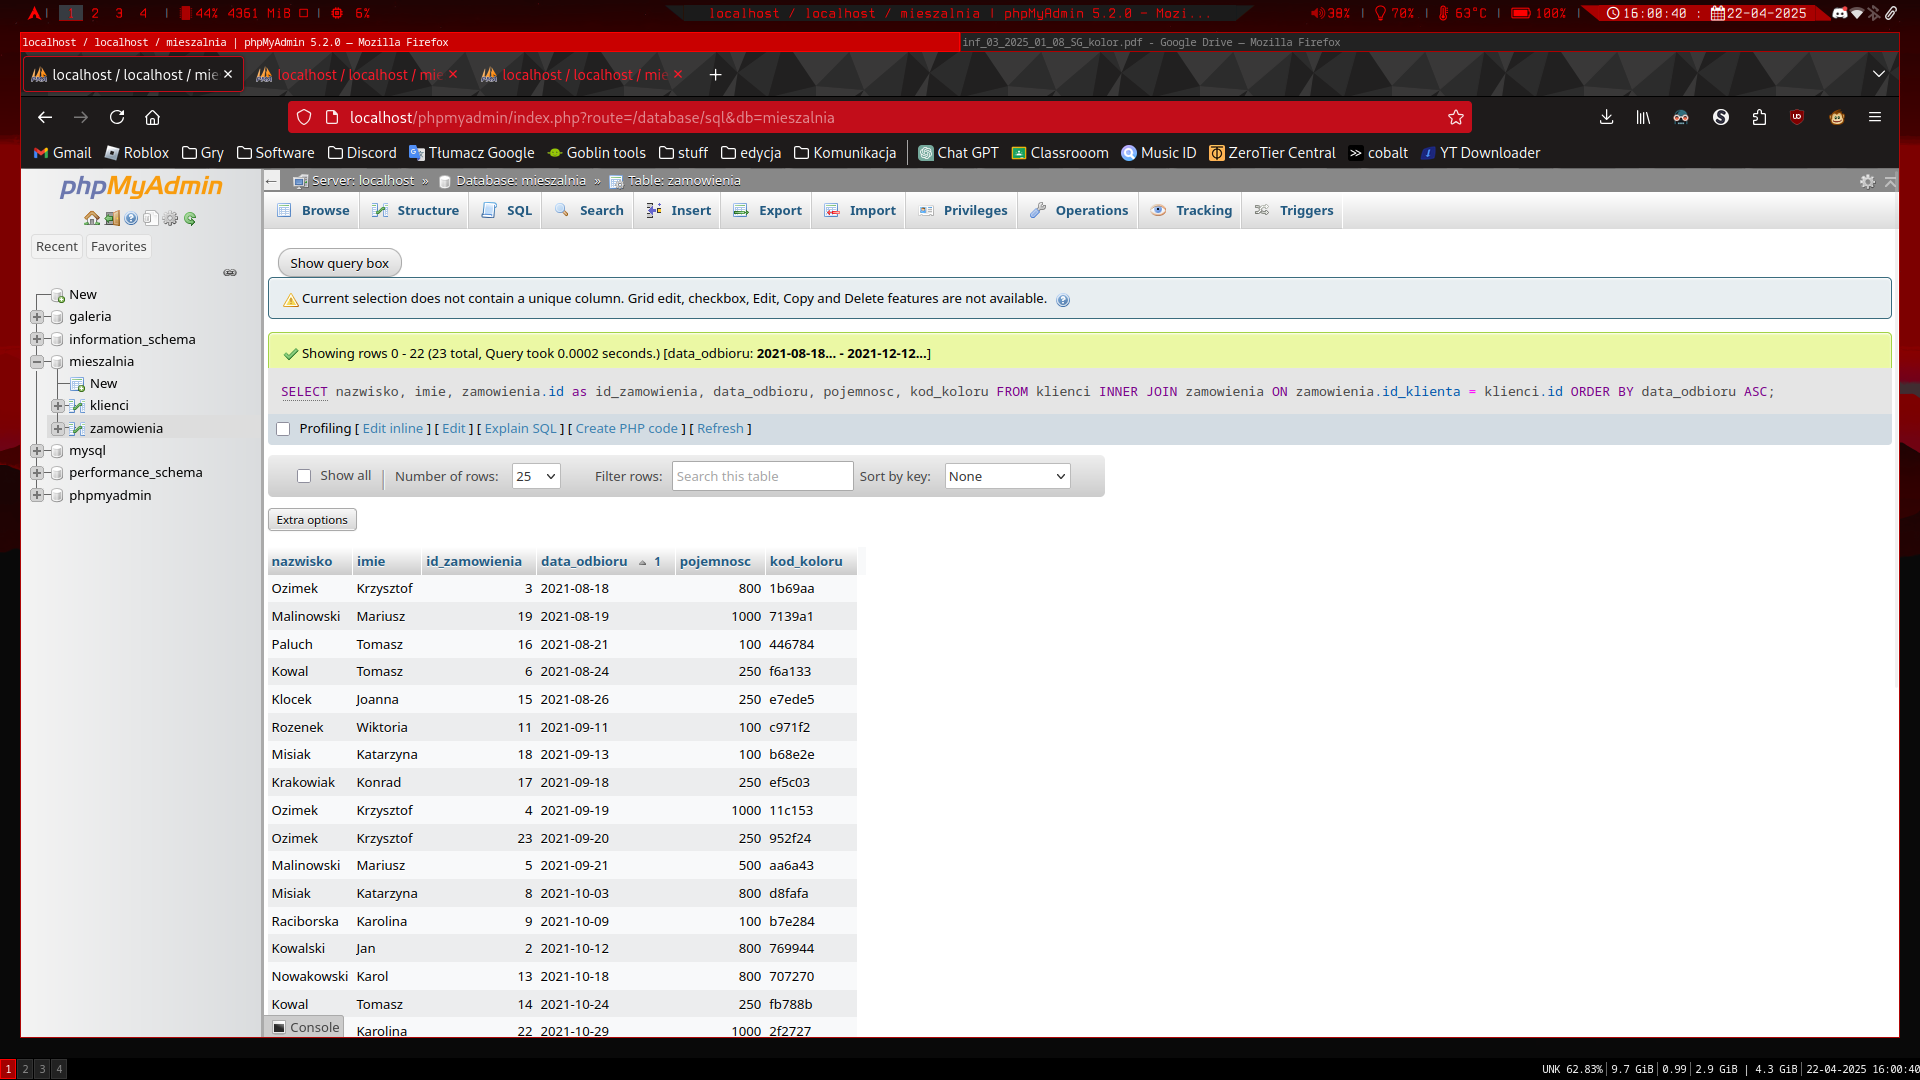 1 2 3 4 44% 4361 MiB 6% localhost / localhost / mieszalnia | phpMyAdmin 5.2.0 — Mozi... 38% 70% 63°C 100% 16:00:40 : 22-04-2025
localhost / localhost / mieszalnia | phpMyAdmin 5.2.0 — Mozilla Firefox inf_03_2025_01_08_SG_kolor.pdf - Google Drive — Mozilla Firefox
localhost / localhost / mie localhost / localhost / mie localhost / localhost / mie
localhost/phpmyadmin/index.php?route=/database/sql&db=mieszalnia
Gmail Roblox Gry Software Discord Tłumacz Google Goblin tools stuff edycja Komunikacja Chat GPT Classrooom Music ID ZeroTier Central cobalt YT Downloader
phpMyAdmin
Recent Favorites
New
galeria
information_schema
mieszalnia
New
klienci
zamowienia
mysql
performance_schema
phpmyadmin
Server: localhost » Database: mieszalnia » Table: zamowienia
Browse Structure SQL Search Insert Export Import Privileges Operations Tracking Triggers
Show query box
Current selection does not contain a unique column. Grid edit, checkbox, Edit, Copy and Delete features are not available.
Showing rows 0 - 22 (23 total, Query took 0.0002 seconds.) [data_odbioru: 2021-08-18... - 2021-12-12...]
SELECT nazwisko, imie, zamowienia.id as id_zamowienia, data_odbioru, pojemnosc, kod_koloru FROM klienci INNER JOIN zamowienia ON zamowienia.id_klienta = klienci.id ORDER BY data_odbioru ASC;
Profiling [ Edit inline ] [ Edit ] [ Explain SQL ] [ Create PHP code ] [ Refresh ]
Show all Number of rows: 25 Filter rows: Search this table Sort by key: None
Extra options
nazwisko imie id_zamowienia data_odbioru 1 pojemnosc kod_koloru
Ozimek Krzysztof 3 2021-08-18 800 1b69aa
Malinowski Mariusz 19 2021-08-19 1000 7139a1
Paluch Tomasz 16 2021-08-21 100 446784
Kowal Tomasz 6 2021-08-24 250 f6a133
Klocek Joanna 15 2021-08-26 250 e7ede5
Rozenek Wiktoria 11 2021-09-11 100 c971f2
Misiak Katarzyna 18 2021-09-13 100 b68e2e
Krakowiak Konrad 17 2021-09-18 250 ef5c03
Ozimek Krzysztof 4 2021-09-19 1000 11c153
Ozimek Krzysztof 23 2021-09-20 250 952f24
Malinowski Mariusz 5 2021-09-21 500 aa6a43
Misiak Katarzyna 8 2021-10-03 800 d8fafa
Raciborska Karolina 9 2021-10-09 100 b7e284
Kowalski Jan 2 2021-10-12 800 769944
Nowakowski Karol 13 2021-10-18 800 707270
Kowal Tomasz 14 2021-10-24 250 fb788b
Karolina 22 2021-10-29 1000 2f2727
Console
1 2 3 4 UNK 62.83% | 9.7 GiB | 0.99 | 2.9 GiB | 4.3 GiB | 22-04-2025 16:00:40